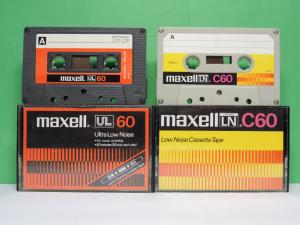 A
maxell UL 60
A
maxell LN C60
maxell UL 60
Ultra Low Noise
maxell LN C60
Low Noise Cassette Tape